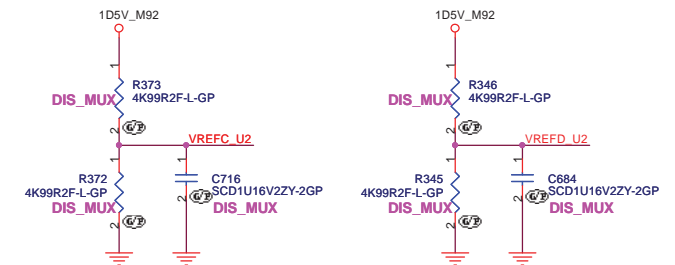 1D5V_M92
1
R373
4K99R2F-L-GP
DIS_MUX
2
G/P
VREFC_U2
1
R372
4K99R2F-L-GP
DIS_MUX
2
G/P
1
C716
SCD1U16V2ZY-2GP
2
G/P
DIS_MUX
1D5V_M92
1
R346
4K99R2F-L-GP
DIS_MUX
2
G/P
VREFD_U2
1
R345
4K99R2F-L-GP
DIS_MUX
2
G/P
1
C684
SCD1U16V2ZY-2GP
2
G/P
DIS_MUX